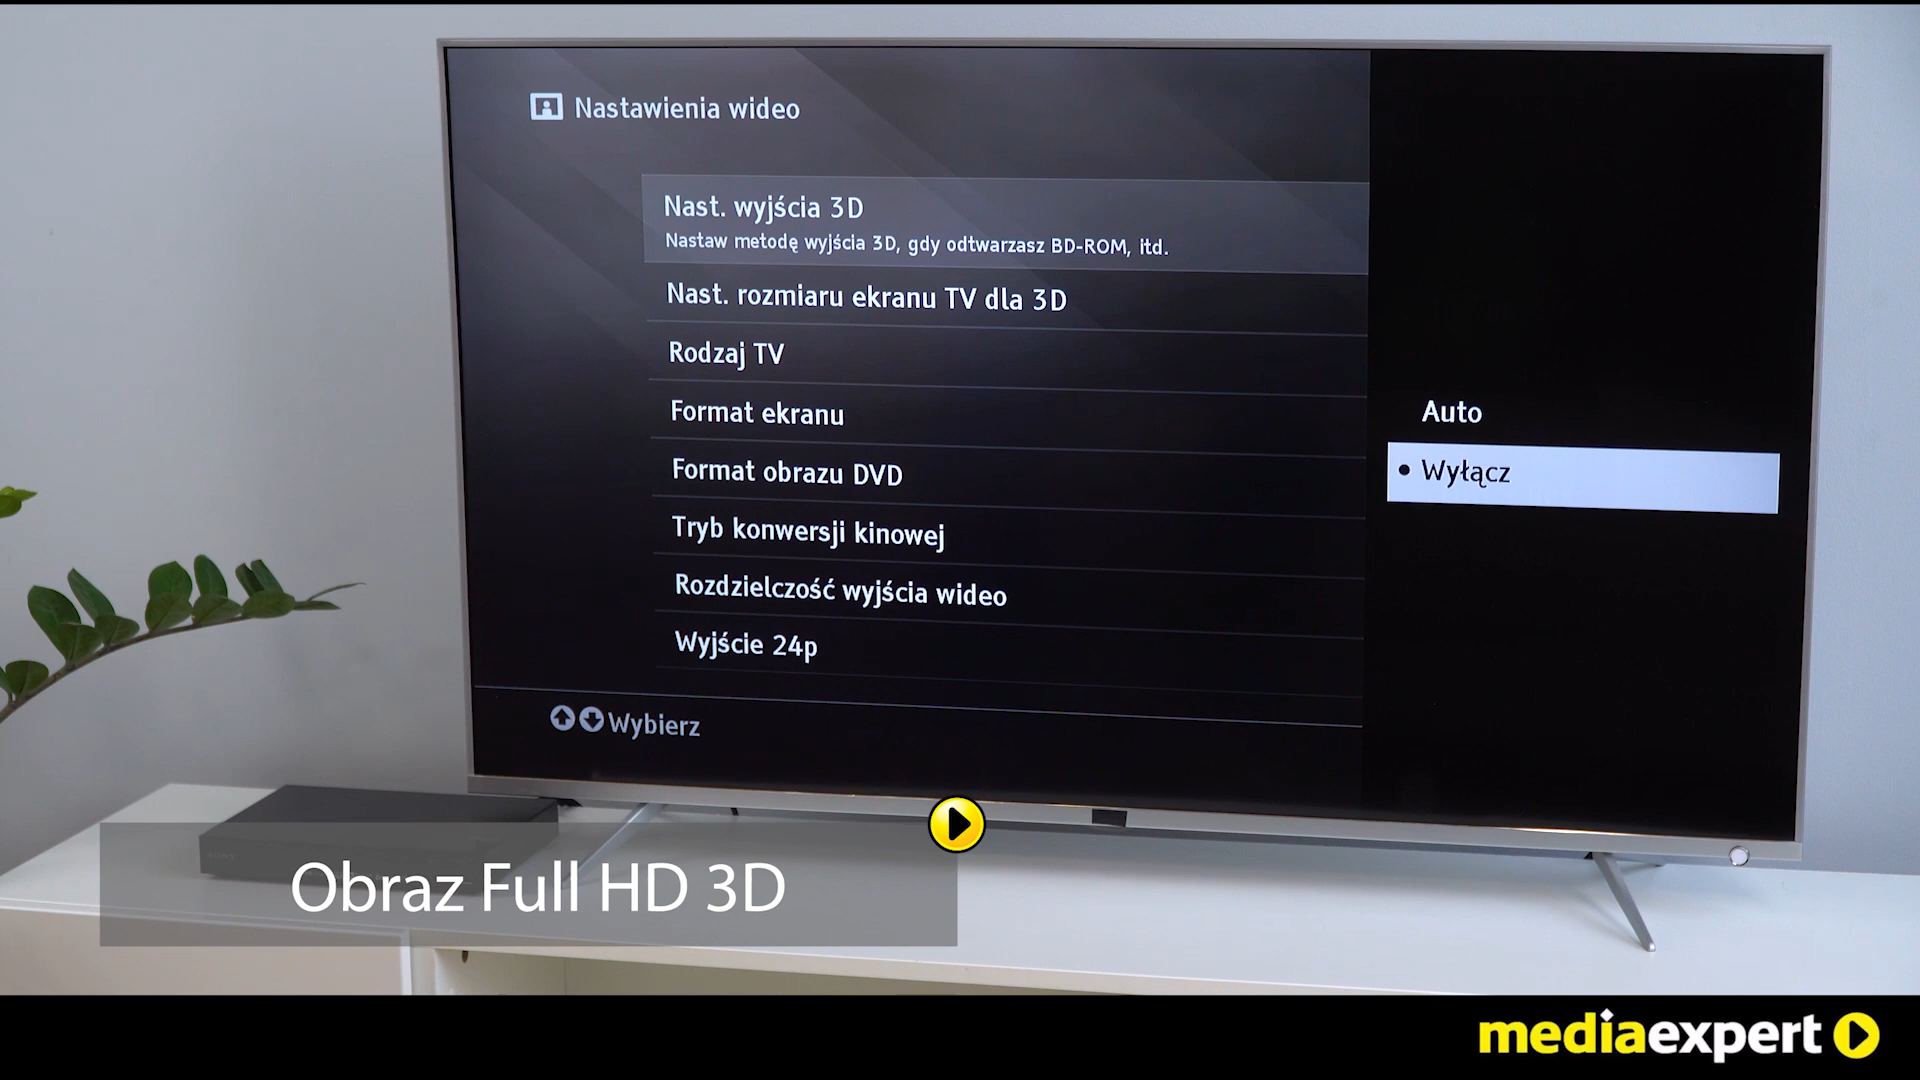 Nastawienia wideo
Nast. wyjścia 3D
Nastaw metodę wyjścia 3D, gdy odtwarzasz BD-ROM, itd.
Nast. rozmiaru ekranu TV dla 3D
Rodzaj TV
Format ekranu
Format obrazu DVD
Tryb konwersji kinowej
Rozdzielczość wyjścia wideo
Wyjście 24p
Wybierz
Auto
Wyłącz
SONY
Obraz Full HD 3D
mediaexpert